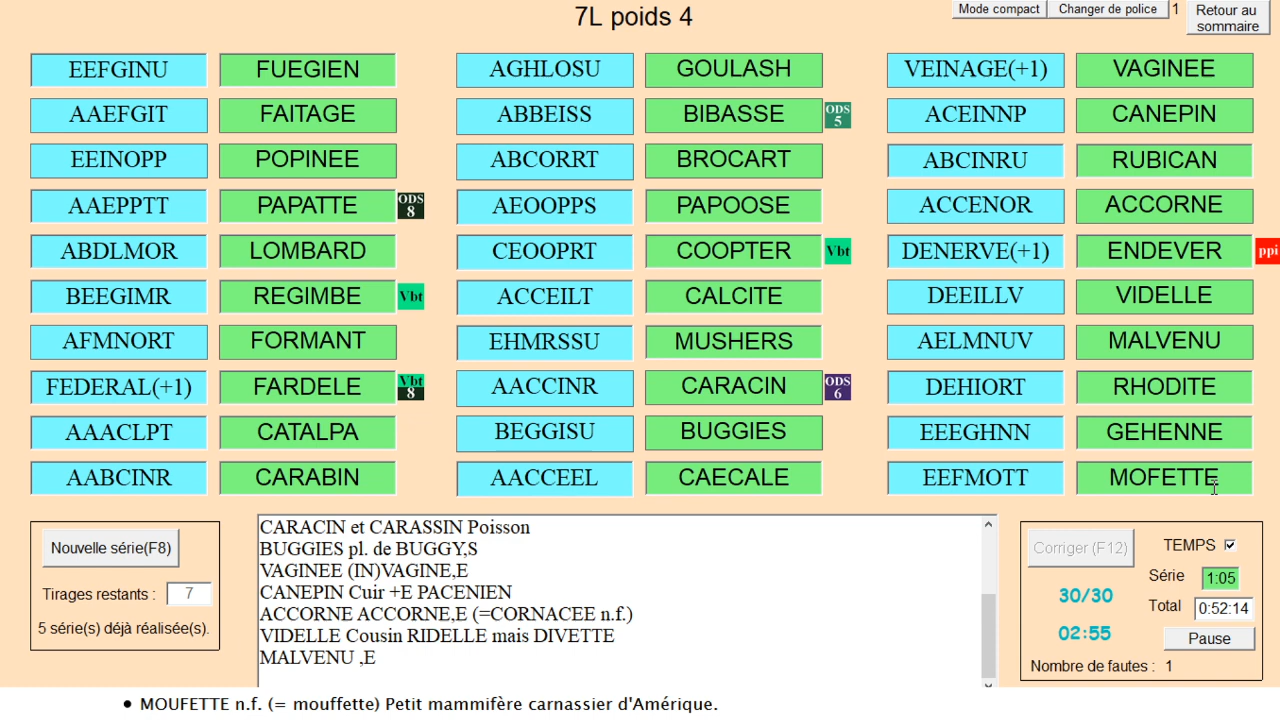 7L poids 4
Mode compact Changer de police 1 Retour au sommaire
EEFGINU FUEGIEN AGHLOSU GOULASH VEINAGE(+1) VAGINEE
AAEFGIT FAITAGE ABBEISS BIBASSE ODS 5 ACEINNP CANEPIN
EEINOPP POPINEE ABCORRT BROCART ABCINRU RUBICAN
AAEPPTT PAPATTE ODS 8 AEOOPPS PAPOOSE ACCENOR ACCORNE
ABDLMOR LOMBARD CEOOPRT COOPTER Vbt DENERVE(+1) ENDEVER ppi
BEEGIMR REGIMBE Vbt ACCEILT CALCITE DEEILLV VIDELLE
AFMNORT FORMANT EHMRSSU MUSHERS AELMNUV MALVENU
FEDERAL(+1) FARDELE Vbt 8 AACCINR CARACIN ODS 6 DEHIORT RHODITE
AAACLPT CATALPA BEGGISU BUGGIES EEEGHNN GEHENNE
AABCINR CARABIN AACCEEL CAECALE EEFMOTT MOFETTE
Nouvelle série(F8)
Tirages restants : 7
5 série(s) déjà réalisée(s).
CARACIN et CARASSIN Poisson
BUGGIES pl. de BUGGY,S
VAGINEE (IN)VAGINE,E
CANEPIN Cuir +E PACENIEN
ACCORNE ACCORNE,E (=CORNACEE n.f.)
VIDELLE Cousin RIDELLE mais DIVETTE
MALVENU ,E
Corriger (F12) TEMPS
Série 1:05
30/30 Total 0:52:14
02:55 Pause
Nombre de fautes : 1
• MOUFETTE n.f. (= mouffette) Petit mammifère carnassier d'Amérique.